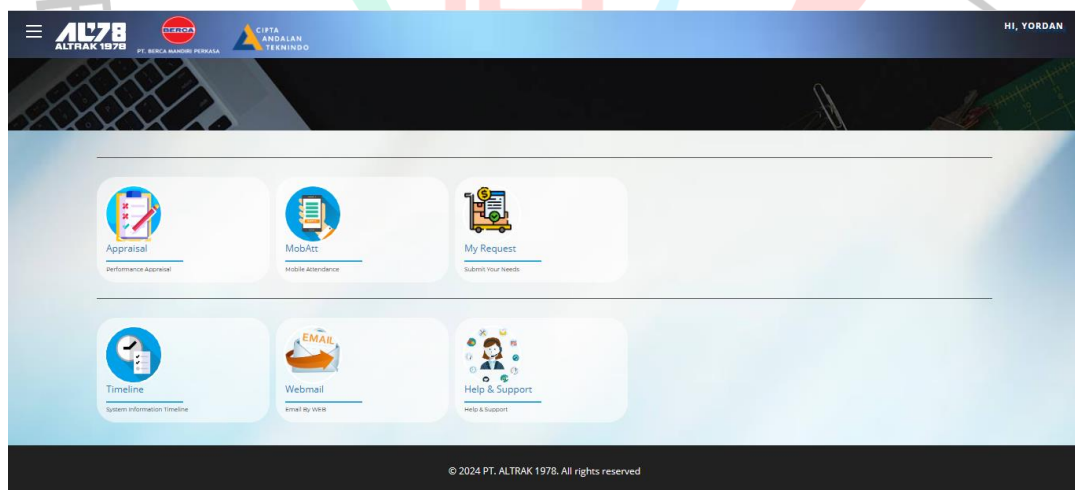 AL'78
ALTRAK 1978
BERCA
PT. BERCA MANDIRI PERKASA
CIPTA
ANDALAN
TEKNINDO
HI, YORDAN
Appraisal
Performance Appraisal
MobAtt
Mobile Attendance
My Request
Submit Your Needs
Timeline
System Information Timeline
EMAIL
Webmail
Email By WEB
Help & Support
Help & Support
© 2024 PT. ALTRAK 1978. All rights reserved